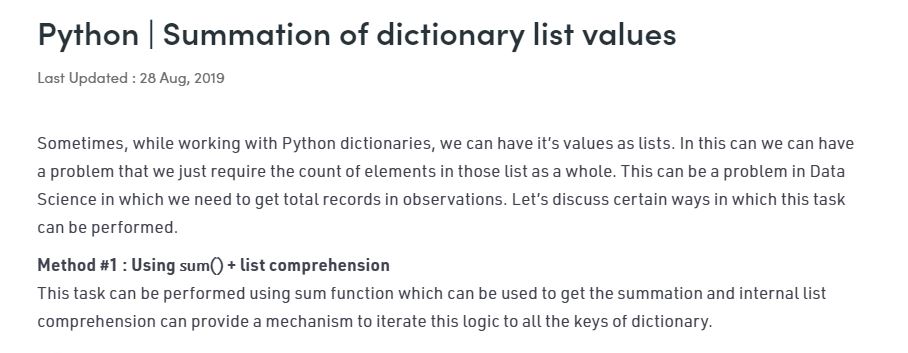 Python | Summation of dictionary list values
Last Updated : 28 Aug, 2019
Sometimes, while working with Python dictionaries, we can have it’s values as lists. In this can we can have
a problem that we just require the count of elements in those list as a whole. This can be a problem in Data
Science in which we need to get total records in observations. Let’s discuss certain ways in which this task
can be performed.
Method #1 : Using sum() + list comprehension
This task can be performed using sum function which can be used to get the summation and internal list
comprehension can provide a mechanism to iterate this logic to all the keys of dictionary.